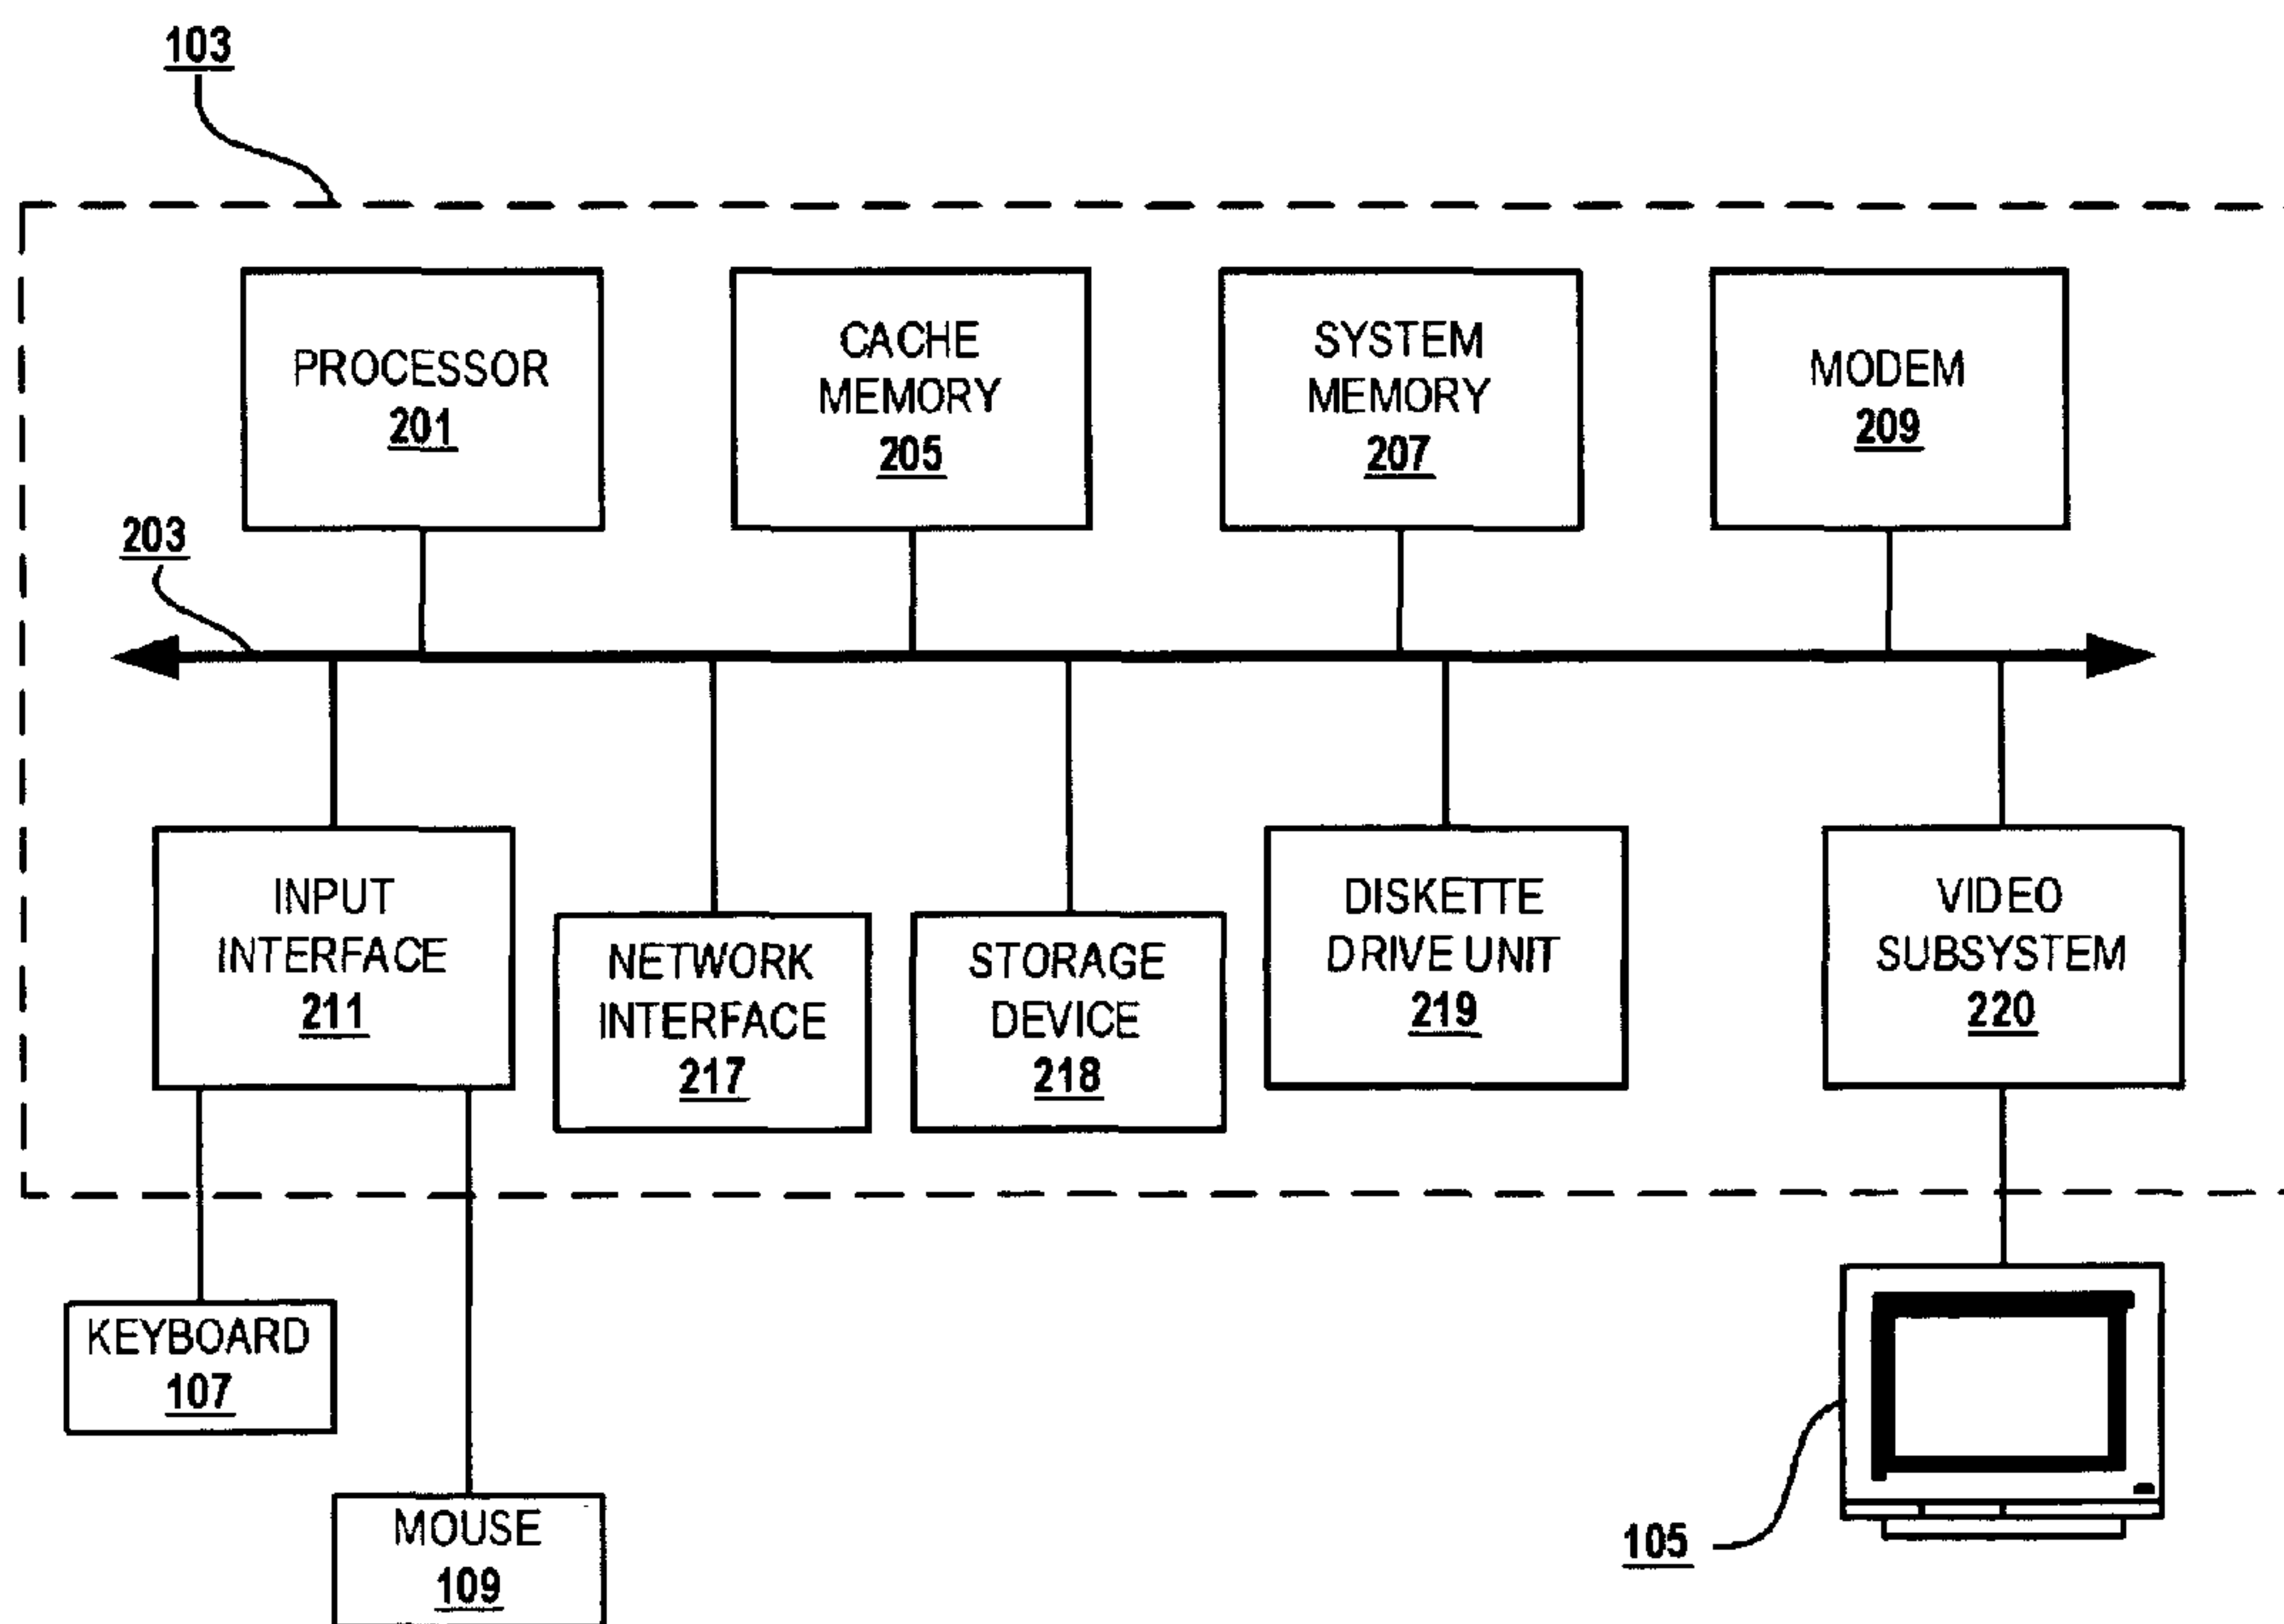 103
PROCESSOR
201
CACHE
MEMORY
205
SYSTEM
MEMORY
207
MODEM
209
203
INPUT
INTERFACE
211
NETWORK
INTERFACE
217
STORAGE
DEVICE
218
DISKETTE
DRIVE UNIT
219
VIDEO
SUBSYSTEM
220
KEYBOARD
107
MOUSE
109
105